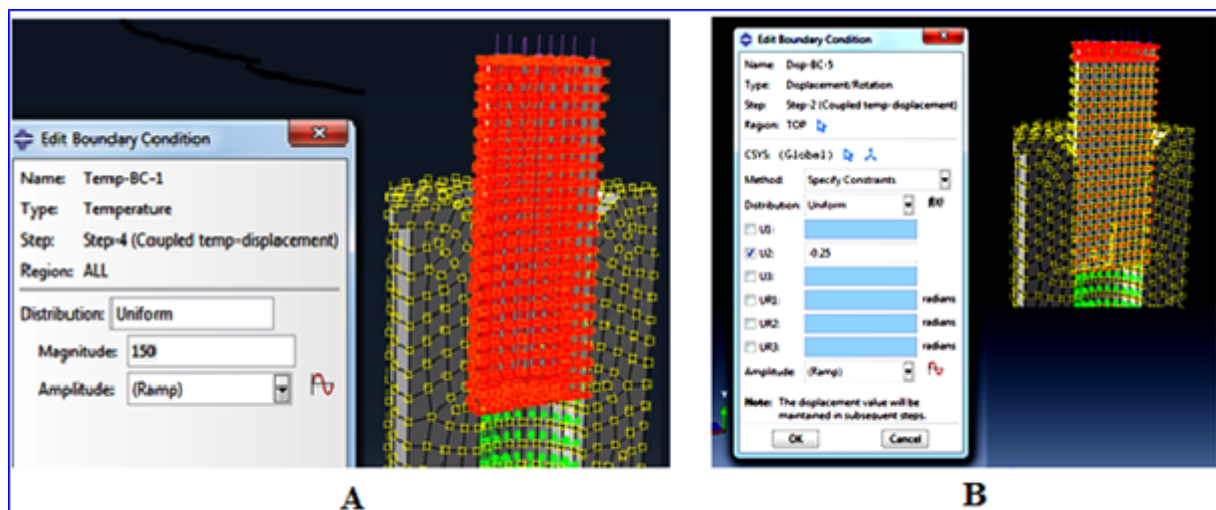 Edit Boundary Condition
Name: Temp-BC-1
Type: Temperature
Step: Step-4 (Coupled temp-displacement)
Region: ALL
Distribution: Uniform
Magnitude: 150
Amplitude: (Ramp)
A
Edit Boundary Condition
Name: Disp-BC-5
Type: Displacement/Rotation
Step: Step-2 (Coupled temp-displacement)
Region: TOP
CSYS: (Global)
Method: Specify Constraints
Distribution: Uniform f(x)
U1:
U2: -0.25
U3:
UR1: radians
UR2: radians
UR3: radians
Amplitude: (Ramp)
Note: The displacement value will be
maintained in subsequent steps.
OK Cancel
B